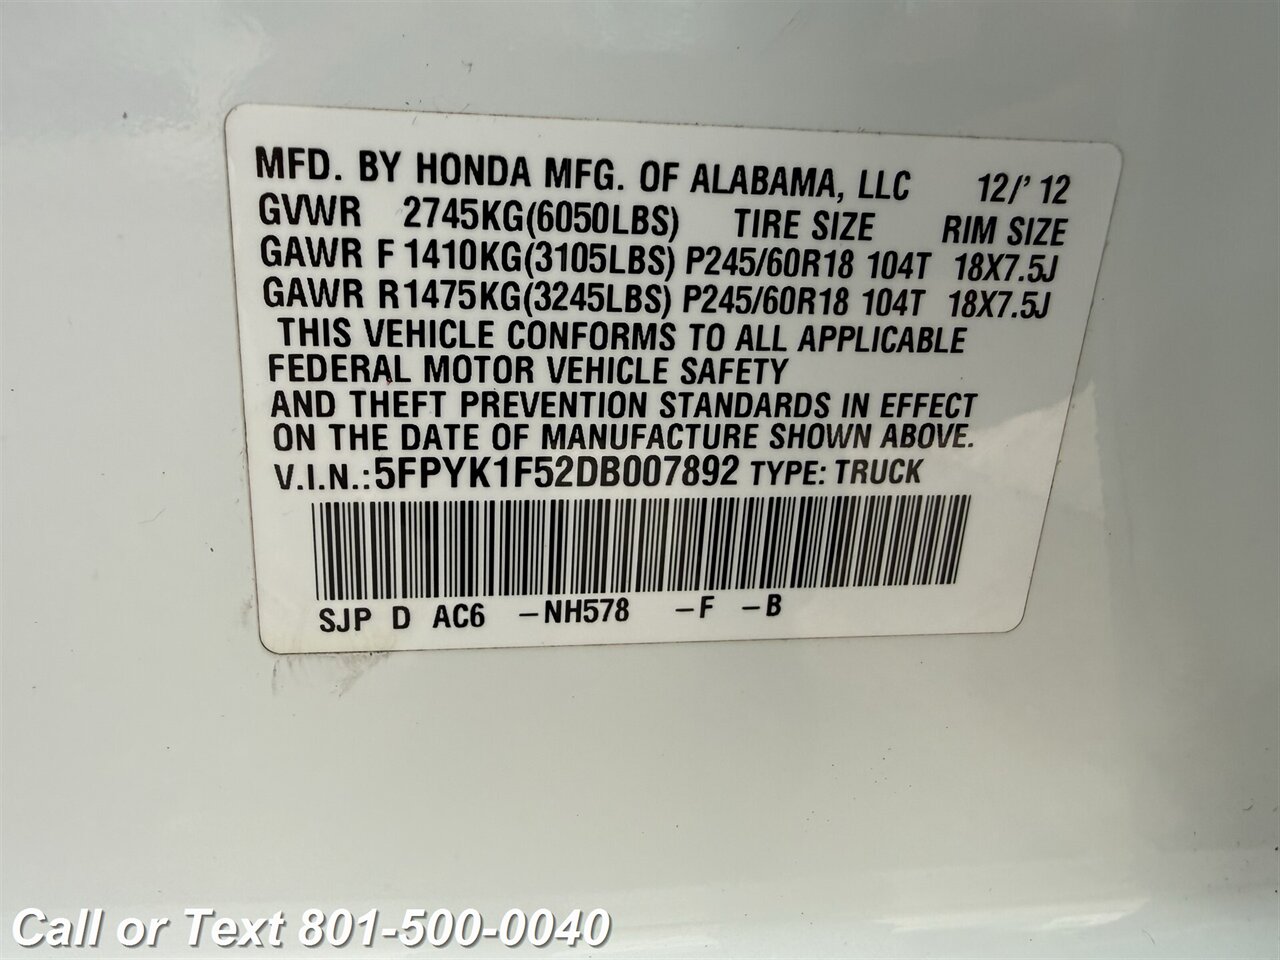 MFD. BY HONDA MFG. OF ALABAMA, LLC 12/' 12
GVWR 2745KG(6050LBS) TIRE SIZE RIM SIZE
GAWR F 1410KG(3105LBS) P245/60R18 104T 18X7.5J
GAWR R1475KG(3245LBS) P245/60R18 104T 18X7.5J
THIS VEHICLE CONFORMS TO ALL APPLICABLE
FEDERAL MOTOR VEHICLE SAFETY
AND THEFT PREVENTION STANDARDS IN EFFECT
ON THE DATE OF MANUFACTURE SHOWN ABOVE.
V.I.N.:5FPYK1F52DB007892 TYPE: TRUCK
SJP D AC6 -NH578 -F -B
Call or Text 801-500-0040